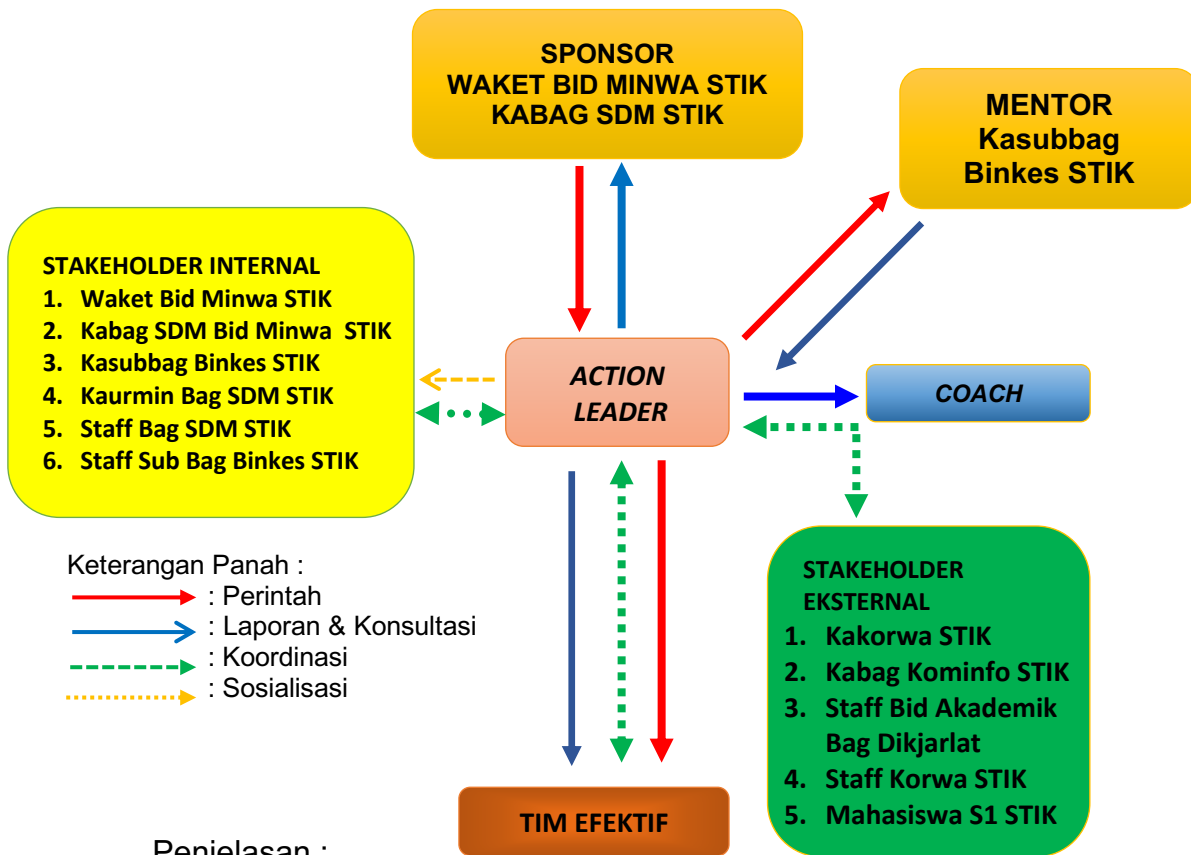 SPONSOR
WAKET BID MINWA STIK
KABAG SDM STIK
MENTOR
Kasubbag
Binkes STIK
STAKEHOLDER INTERNAL
1. Waket Bid Minwa STIK
2. Kabag SDM Bid Minwa STIK
3. Kasubbag Binkes STIK
4. Kaurmin Bag SDM STIK
5. Staff Bag SDM STIK
6. Staff Sub Bag Binkes STIK
ACTION
LEADER
COACH
Keterangan Panah :
: Perintah
: Laporan & Konsultasi
: Koordinasi
: Sosialisasi
STAKEHOLDER
EKSTERNAL
1. Kakorwa STIK
2. Kabag Kominfo STIK
3. Staff Bid Akademik
Bag Dikjarlat
4. Staff Korwa STIK
5. Mahasiswa S1 STIK
TIM EFEKTIF
Penjelasan :